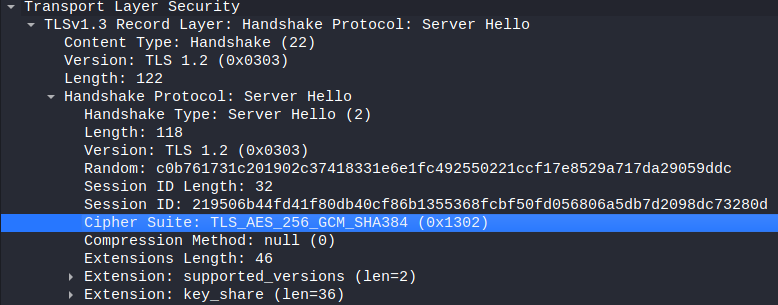 Transport Layer Security
TLSv1.3 Record Layer: Handshake Protocol: Server Hello
Content Type: Handshake (22)
Version: TLS 1.2 (0x0303)
Length: 122
Handshake Protocol: Server Hello
Handshake Type: Server Hello (2)
Length: 118
Version: TLS 1.2 (0x0303)
Random: c0b761731c201902c37418331e6e1fc492550221ccf17e8529a717da29059ddc
Session ID Length: 32
Session ID: 219506b44fd41f80db40cf86b1355368fcbf50fd056806a5db7d2098dc73280d
Cipher Suite: TLS_AES_256_GCM_SHA384 (0x1302)
Compression Method: null (0)
Extensions Length: 46
Extension: supported_versions (len=2)
Extension: key_share (len=36)